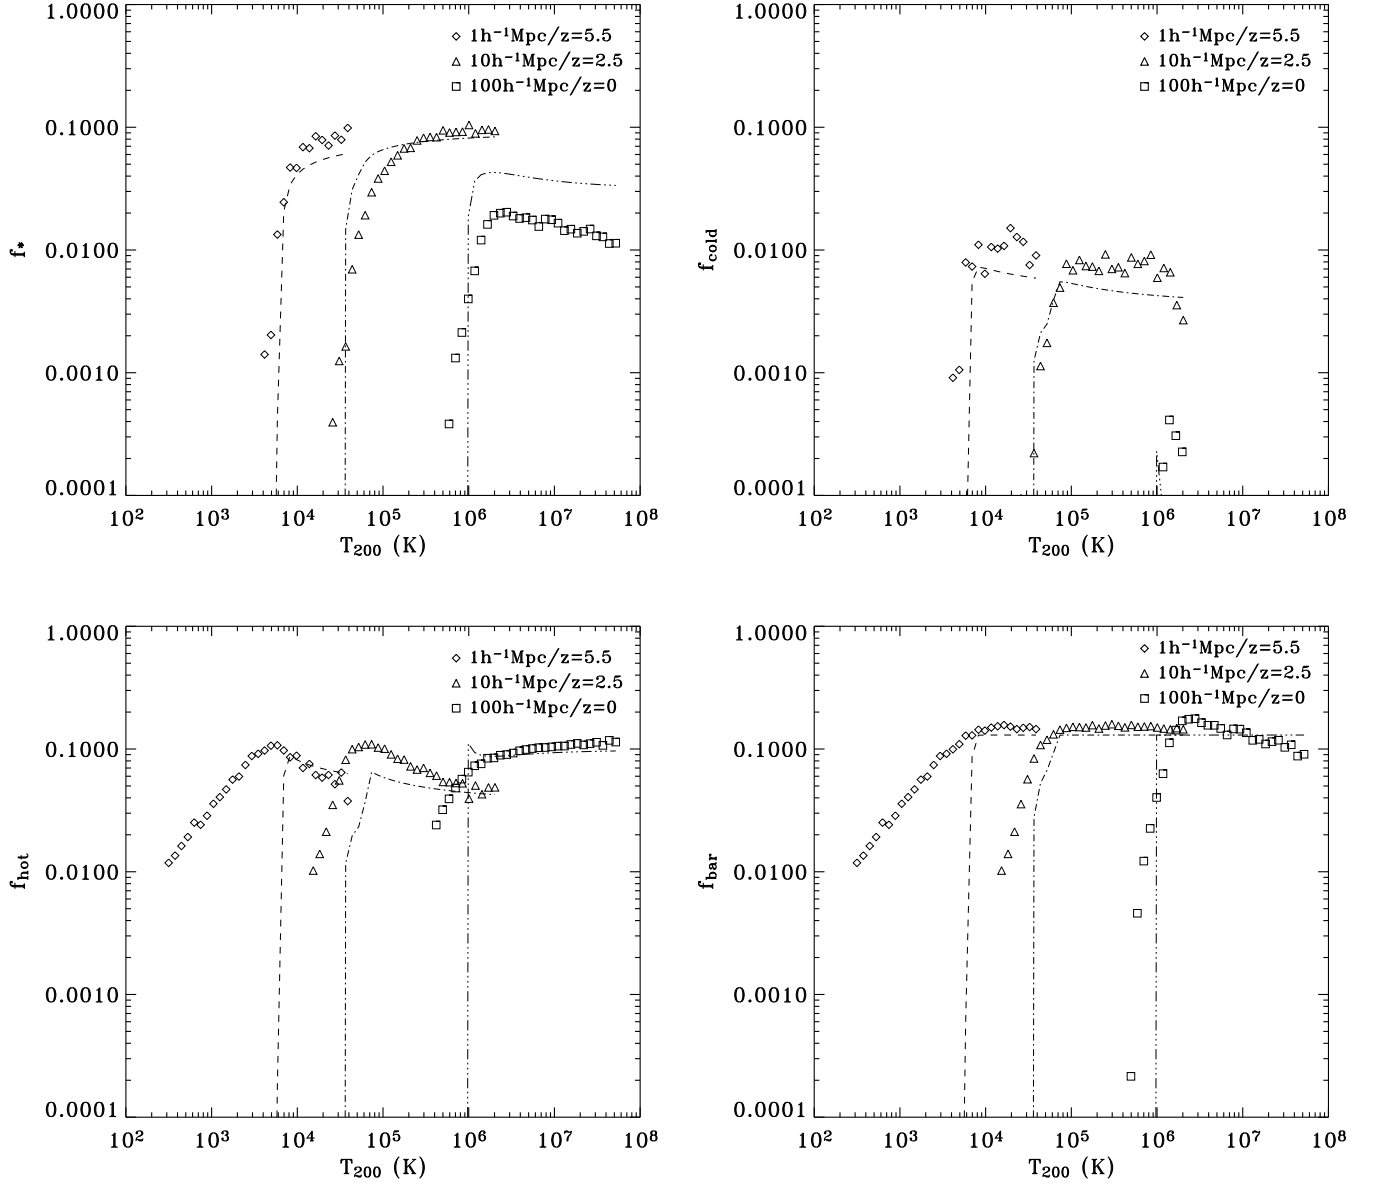 1.0000
0.1000
0.0100
0.0010
0.0001
f*
◇ 1h⁻¹Mpc/z=5.5
△ 10h⁻¹Mpc/z=2.5
□ 100h⁻¹Mpc/z=0
10² 10³ 10⁴ 10⁵ 10⁶ 10⁷ 10⁸
T₂₀₀ (K)
1.0000
0.1000
0.0100
0.0010
0.0001
f_cold
◇ 1h⁻¹Mpc/z=5.5
△ 10h⁻¹Mpc/z=2.5
□ 100h⁻¹Mpc/z=0
10² 10³ 10⁴ 10⁵ 10⁶ 10⁷ 10⁸
T₂₀₀ (K)
1.0000
0.1000
0.0100
0.0010
0.0001
f_hot
◇ 1h⁻¹Mpc/z=5.5
△ 10h⁻¹Mpc/z=2.5
□ 100h⁻¹Mpc/z=0
10² 10³ 10⁴ 10⁵ 10⁶ 10⁷ 10⁸
T₂₀₀ (K)
1.0000
0.1000
0.0100
0.0010
0.0001
f_bar
◇ 1h⁻¹Mpc/z=5.5
△ 10h⁻¹Mpc/z=2.5
□ 100h⁻¹Mpc/z=0
10² 10³ 10⁴ 10⁵ 10⁶ 10⁷ 10⁸
T₂₀₀ (K)